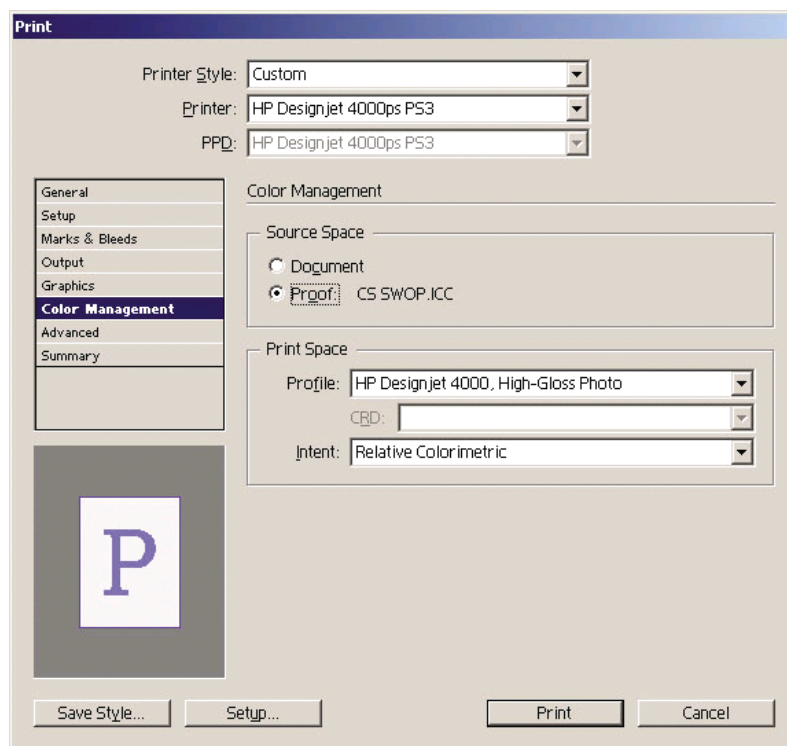 Print
Printer Style: Custom
Printer: HP Designjet 4000ps PS3
PPD: HP Designjet 4000ps PS3
General
Setup
Marks & Bleeds
Output
Graphics
Color Management
Advanced
Summary
Color Management
Source Space
Document
Proof: CS SWOP.ICC
Print Space
Profile: HP Designjet 4000, High-Gloss Photo
CRD:
Intent: Relative Colorimetric
P
Save Style... Setup... Print Cancel